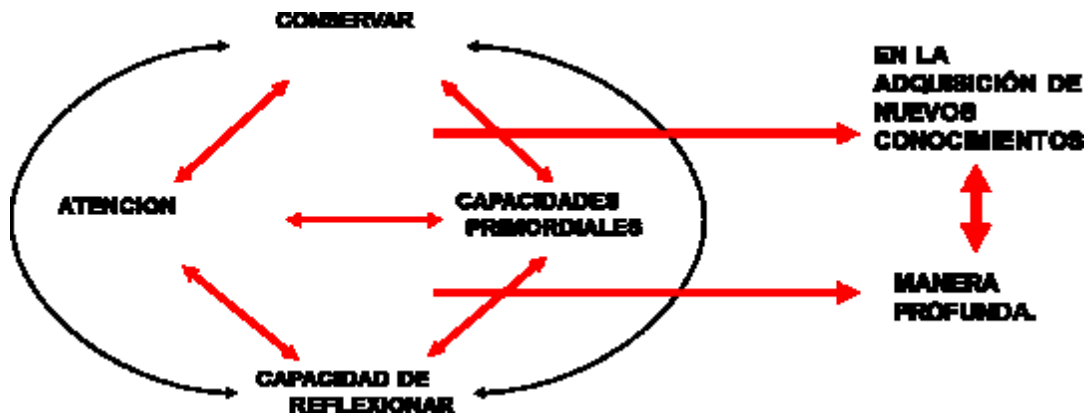 CONSERVAR
EN LA
ADQUISICIÓN DE
NUEVOS
CONOCIMIENTOS
ATENCION
CAPACIDADES
PRIMORDIALES
MANERA
PROFUNDA.
CAPACIDAD DE
REFLEXIONAR